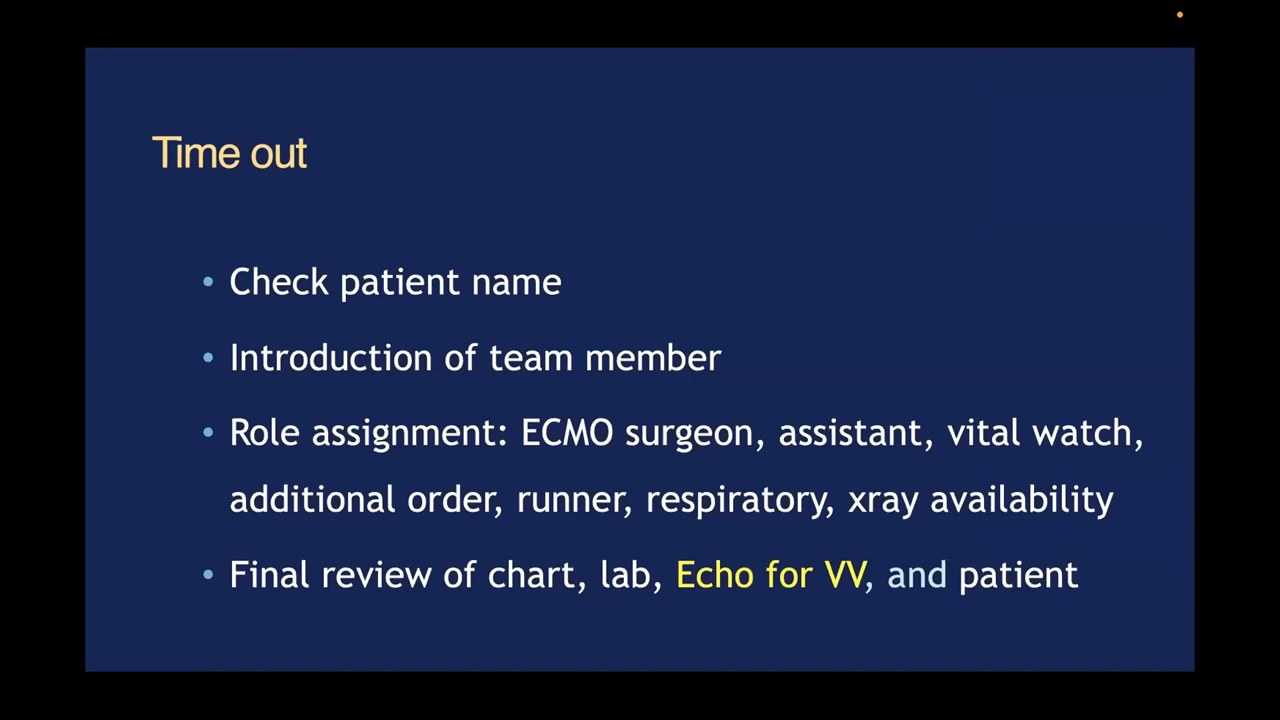 Time out
• Check patient name
• Introduction of team member
• Role assignment: ECMO surgeon, assistant, vital watch,
additional order, runner, respiratory, xray availability
• Final review of chart, lab, Echo for VV, and patient